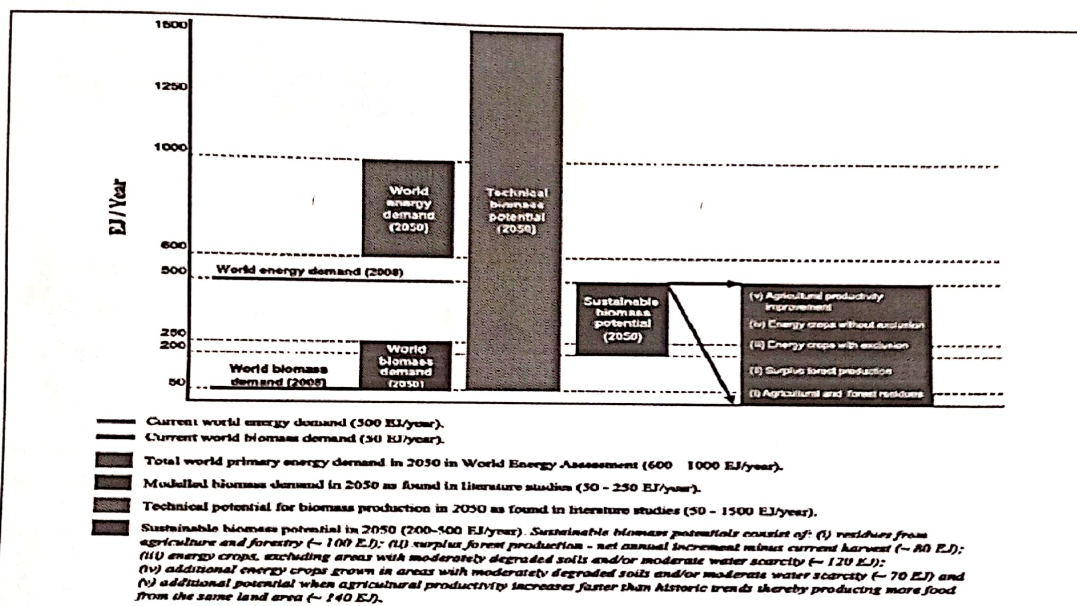 1500
1250
1000
600
500
250
200
50
EJ/Year
World
energy
demand
(2050)
Technical
biomass
potential
(2050)
World energy demand (2008)
World biomass
demand (2008)
World
biomass
demand
(2050)
Sustainable
biomass
potential
(2050)
(v) Agricultural productivity
improvement
(iv) Energy crops without exclusion
(iii) Energy crops with exclusion
(ii) Surplus forest production
(i) Agricultural and forest residues
Current world energy demand (500 EJ/year).
Current world biomass demand (50 EJ/year).
Total world primary energy demand in 2050 in World Energy Assessment (600 - 1000 EJ/year).
Modelled biomass demand in 2050 as found in literature studies (50 - 250 EJ/year).
Technical potential for biomass production in 2050 as found in literature studies (50 - 1500 EJ/year).
Sustainable biomass potential in 2050 (200-500 EJ/year). Sustainable biomass potentials consist of: (i) residues from
agriculture and forestry (~ 100 EJ); (ii) surplus forest production - net annual increment minus current harvest (~ 80 EJ);
(iii) energy crops, excluding areas with moderately degraded soils and/or moderate water scarcity (~ 120 EJ);
(iv) additional energy crops grown in areas with moderately degraded soils and/or moderate water scarcity (~ 70 EJ) and
(v) additional potential when agricultural productivity increases faster than historic trends thereby producing more food
from the same land area (~ 140 EJ).